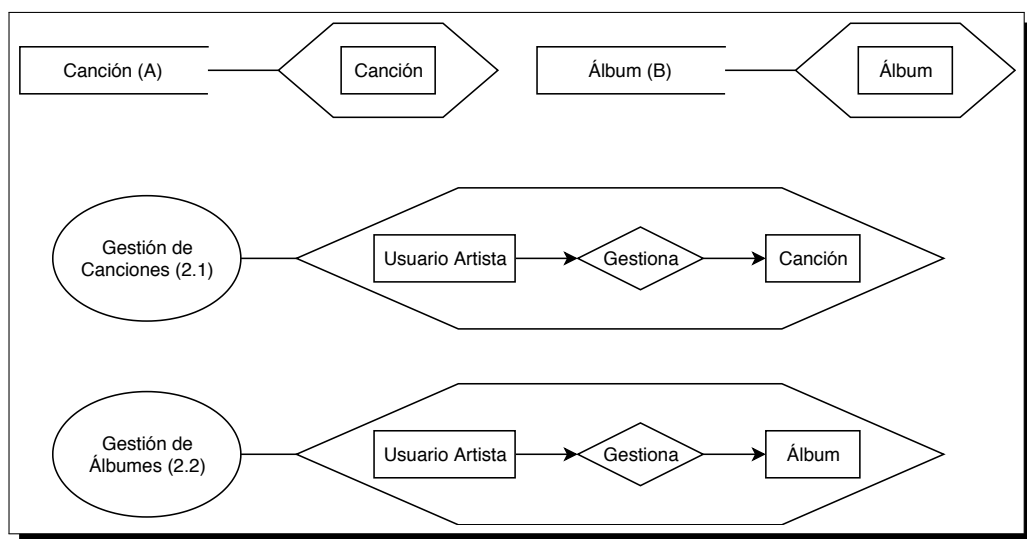 Canción (A)
Canción
Álbum (B)
Álbum
Gestión de
Canciones (2.1)
Usuario Artista
Gestiona
Canción
Gestión de
Álbumes (2.2)
Usuario Artista
Gestiona
Álbum